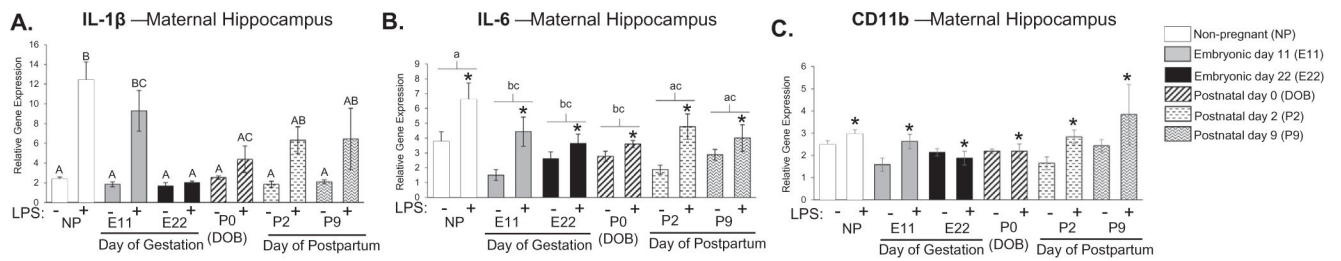 A. IL-1β —Maternal Hippocampus
Relative Gene Expression
16
14
12
10
8
6
4
2
0
A B A BC A A A AC A AB A AB
LPS: - + - + - + - + - + - +
NP E11 E22 P0 P2 P9
(DOB)
Day of Gestation Day of Postpartum
B. IL-6 —Maternal Hippocampus
Relative Gene Expression
9
8
7
6
5
4
3
2
1
0
a bc bc bc ac ac
* * * * * *
LPS: - + - + - + - + - + - +
NP E11 E22 P0 P2 P9
(DOB)
Day of Gestation Day of Postpartum
C. CD11b —Maternal Hippocampus
Relative Gene Expression
6
5
4
3
2
1
0
* * * * * *
LPS: - + - + - + - + - + - +
NP E11 E22 P0 P2 P9
(DOB)
Day of Gestation Day of Postpartum
Non-pregnant (NP)
Embryonic day 11 (E11)
Embryonic day 22 (E22)
Postnatal day 0 (DOB)
Postnatal day 2 (P2)
Postnatal day 9 (P9)